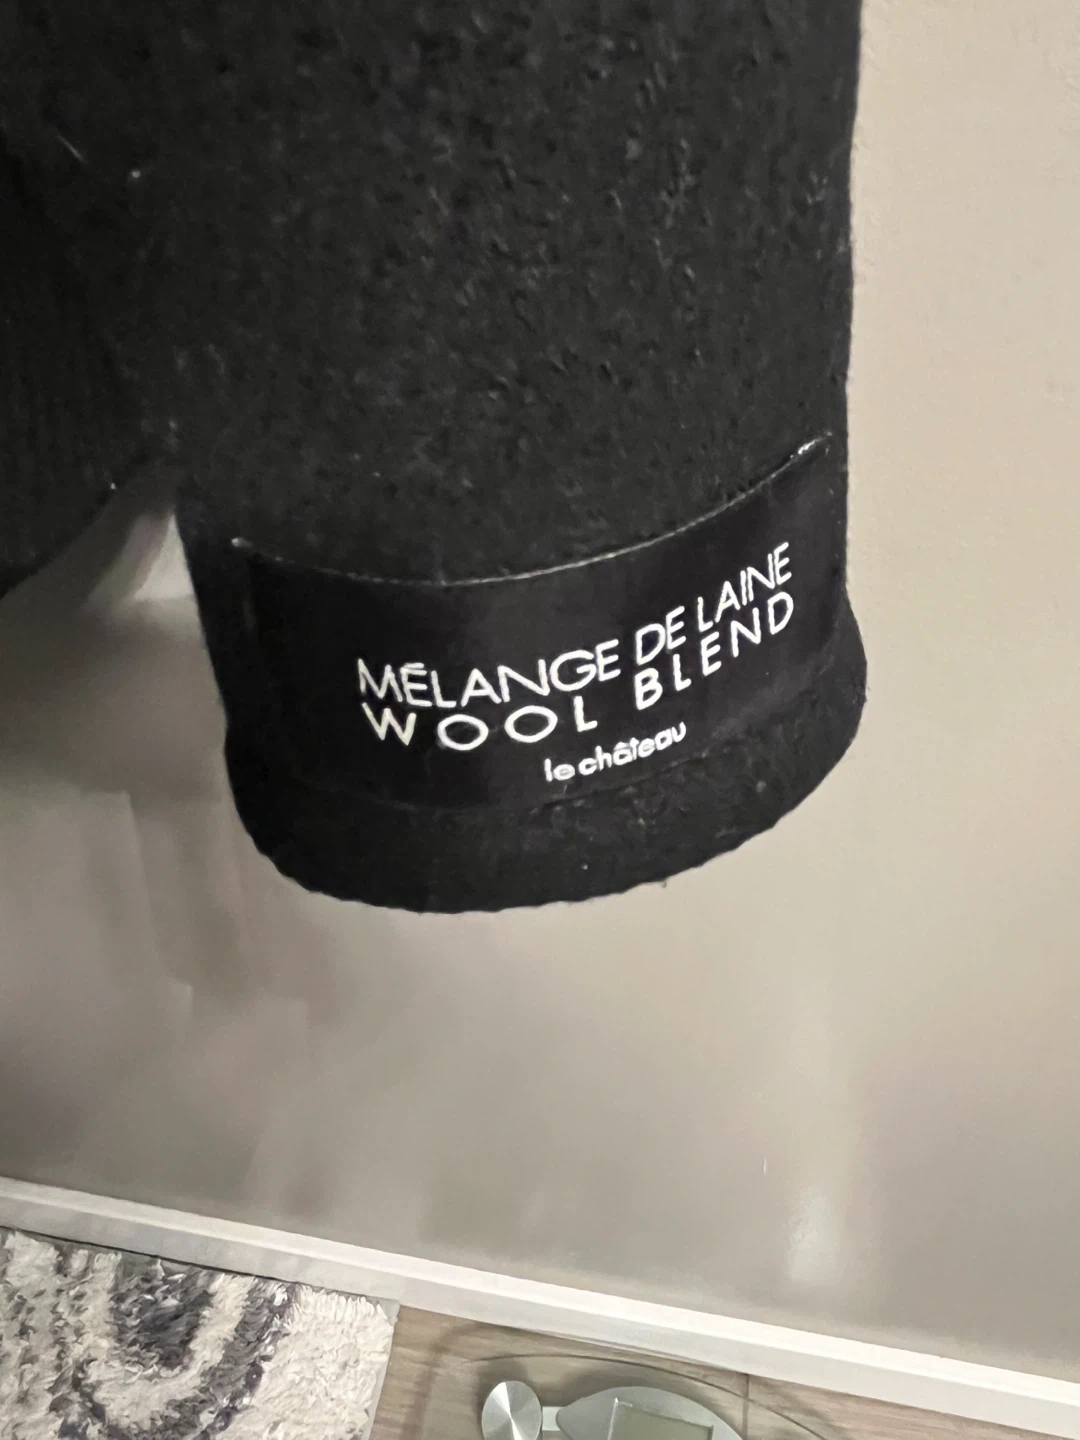 MÉLANGE DE LAINE
WOOL BLEND
le château